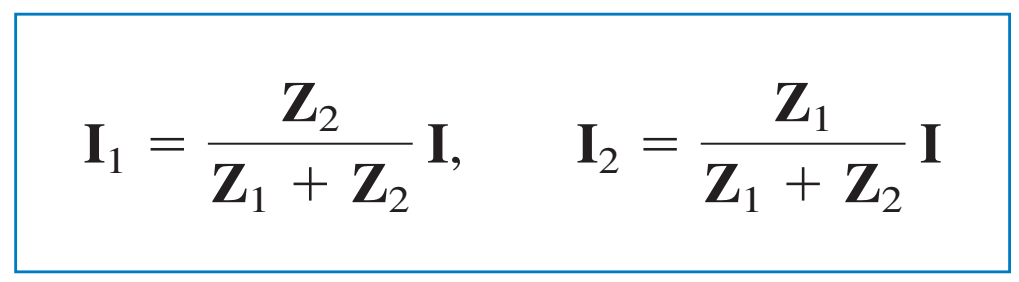 I₁ = Z₂ / (Z₁ + Z₂) I, I₂ = Z₁ / (Z₁ + Z₂) I